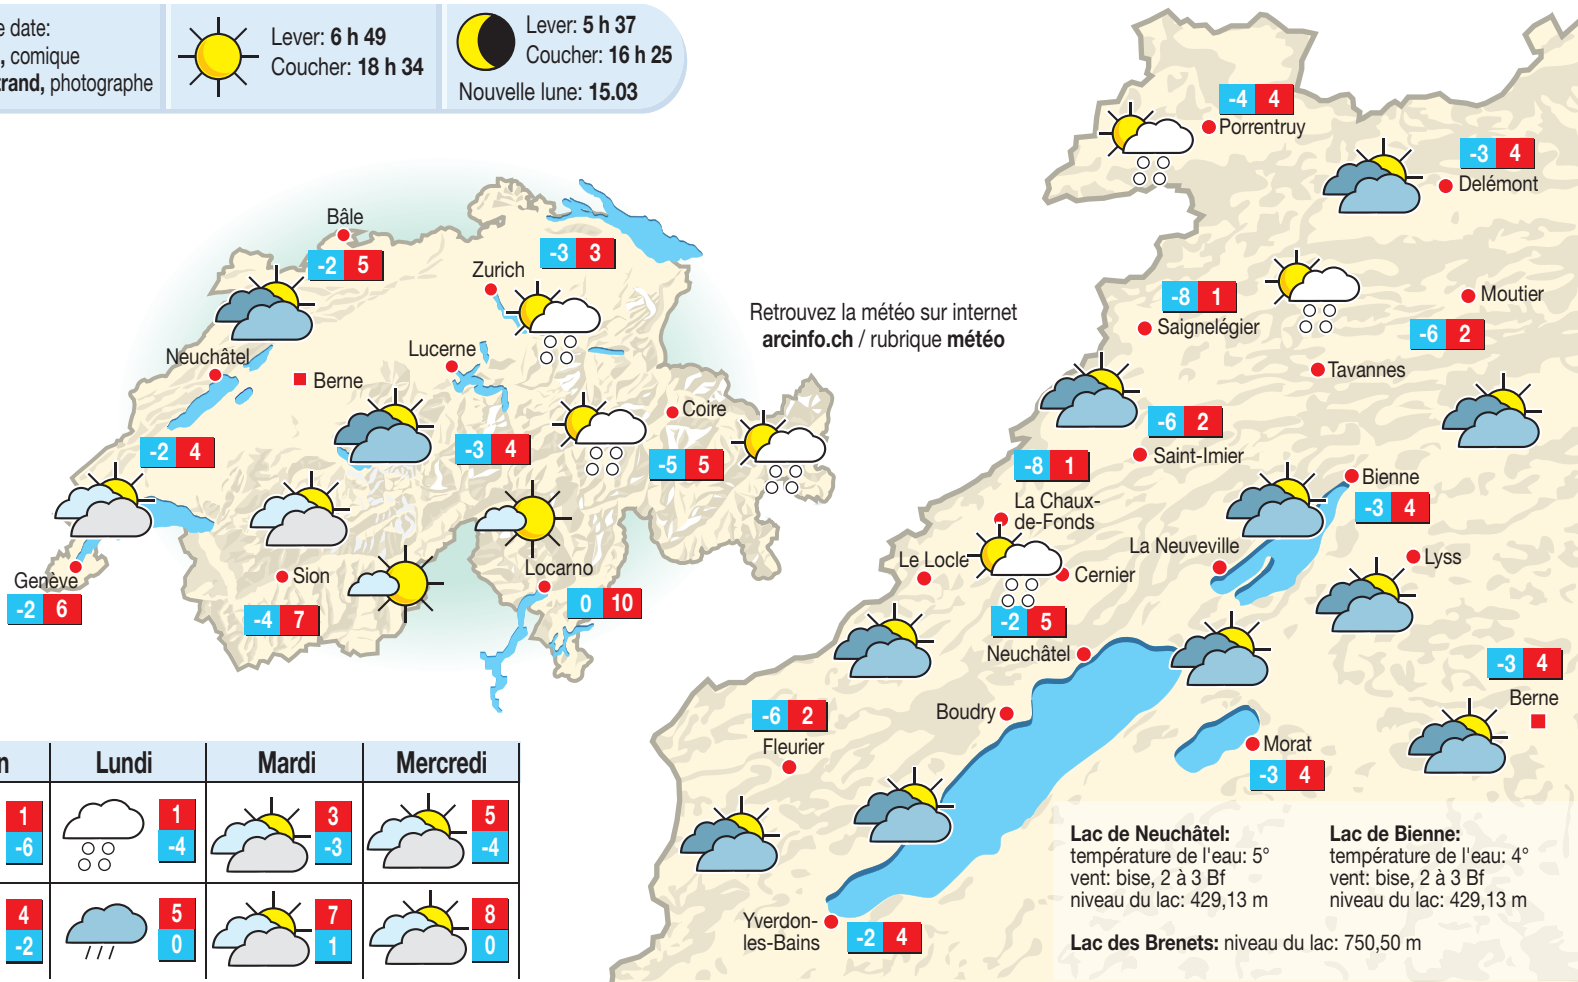 e date:
, comique
trand, photographe
Lever: 6 h 49
Coucher: 18 h 34
Lever: 5 h 37
Coucher: 16 h 25
Nouvelle lune: 15.03
Bâle
-2 5
Zurich
-3 3
Neuchâtel
Berne
Lucerne
Coire
-2 4
-3 4
-5 5
Genève
-2 6
Sion
-4 7
Locarno
0 10
Retrouvez la météo sur internet
arcinfo.ch / rubrique météo
-4 4
Porrentruy
-3 4
Delémont
-8 1
Saignelégier
Moutier
-6 2
Tavannes
-6 2
Saint-Imier
-8 1
La Chaux-
de-Fonds
Bienne
-3 4
La Neuveville
Lyss
Le Locle
Cernier
-2 5
Neuchâtel
-3 4
Berne
Boudry
-6 2
Fleurier
Morat
-3 4
Yverdon-
les-Bains
-2 4
n
Lundi
Mardi
Mercredi
1
-6
1
-4
3
-3
5
-4
4
-2
5
0
7
1
8
0
Lac de Neuchâtel:
température de l'eau: 5°
vent: bise, 2 à 3 Bf
niveau du lac: 429,13 m
Lac de Bienne:
température de l'eau: 4°
vent: bise, 2 à 3 Bf
niveau du lac: 429,13 m
Lac des Brenets: niveau du lac: 750,50 m